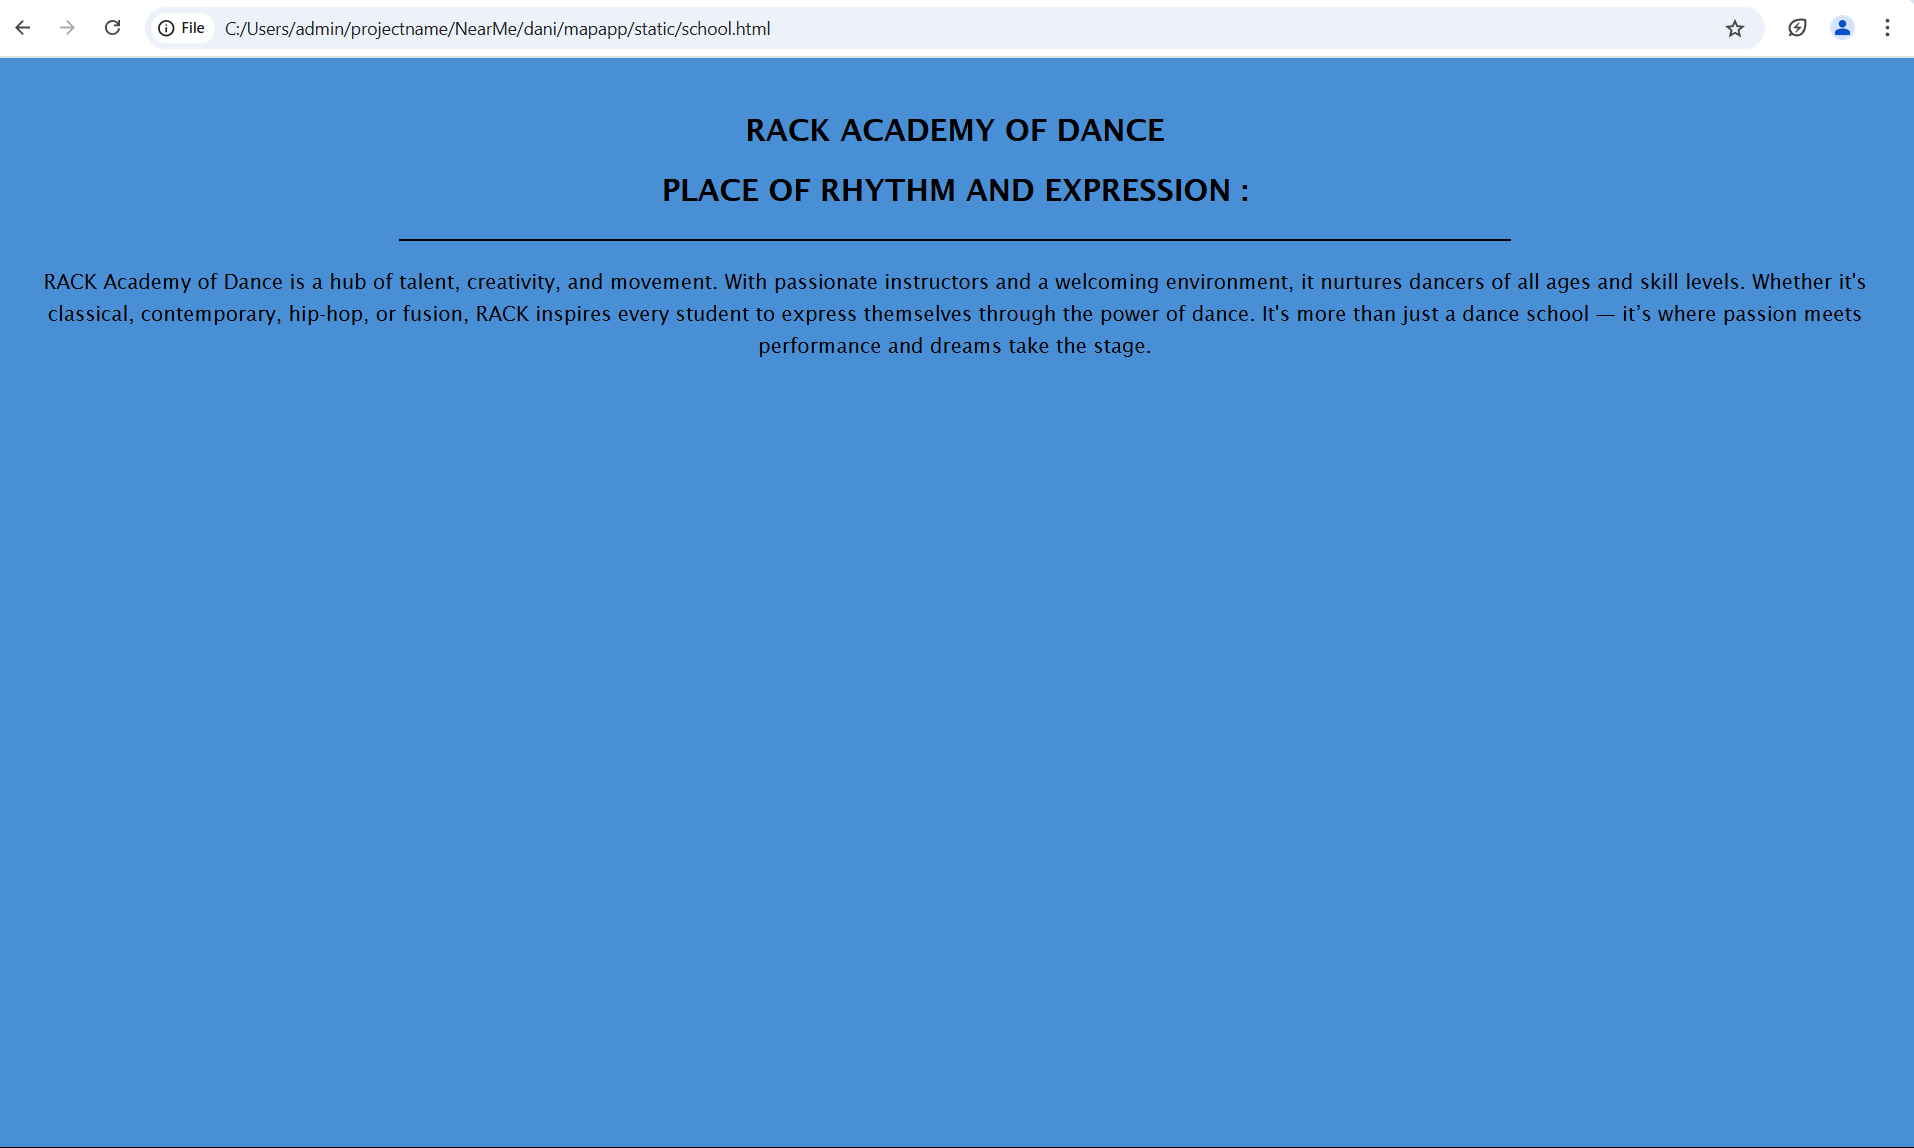 File C:/Users/admin/projectname/NearMe/dani/mapapp/static/school.html
RACK ACADEMY OF DANCE
PLACE OF RHYTHM AND EXPRESSION :
RACK Academy of Dance is a hub of talent, creativity, and movement. With passionate instructors and a welcoming environment, it nurtures dancers of all ages and skill levels. Whether it's
classical, contemporary, hip-hop, or fusion, RACK inspires every student to express themselves through the power of dance. It's more than just a dance school — it’s where passion meets
performance and dreams take the stage.